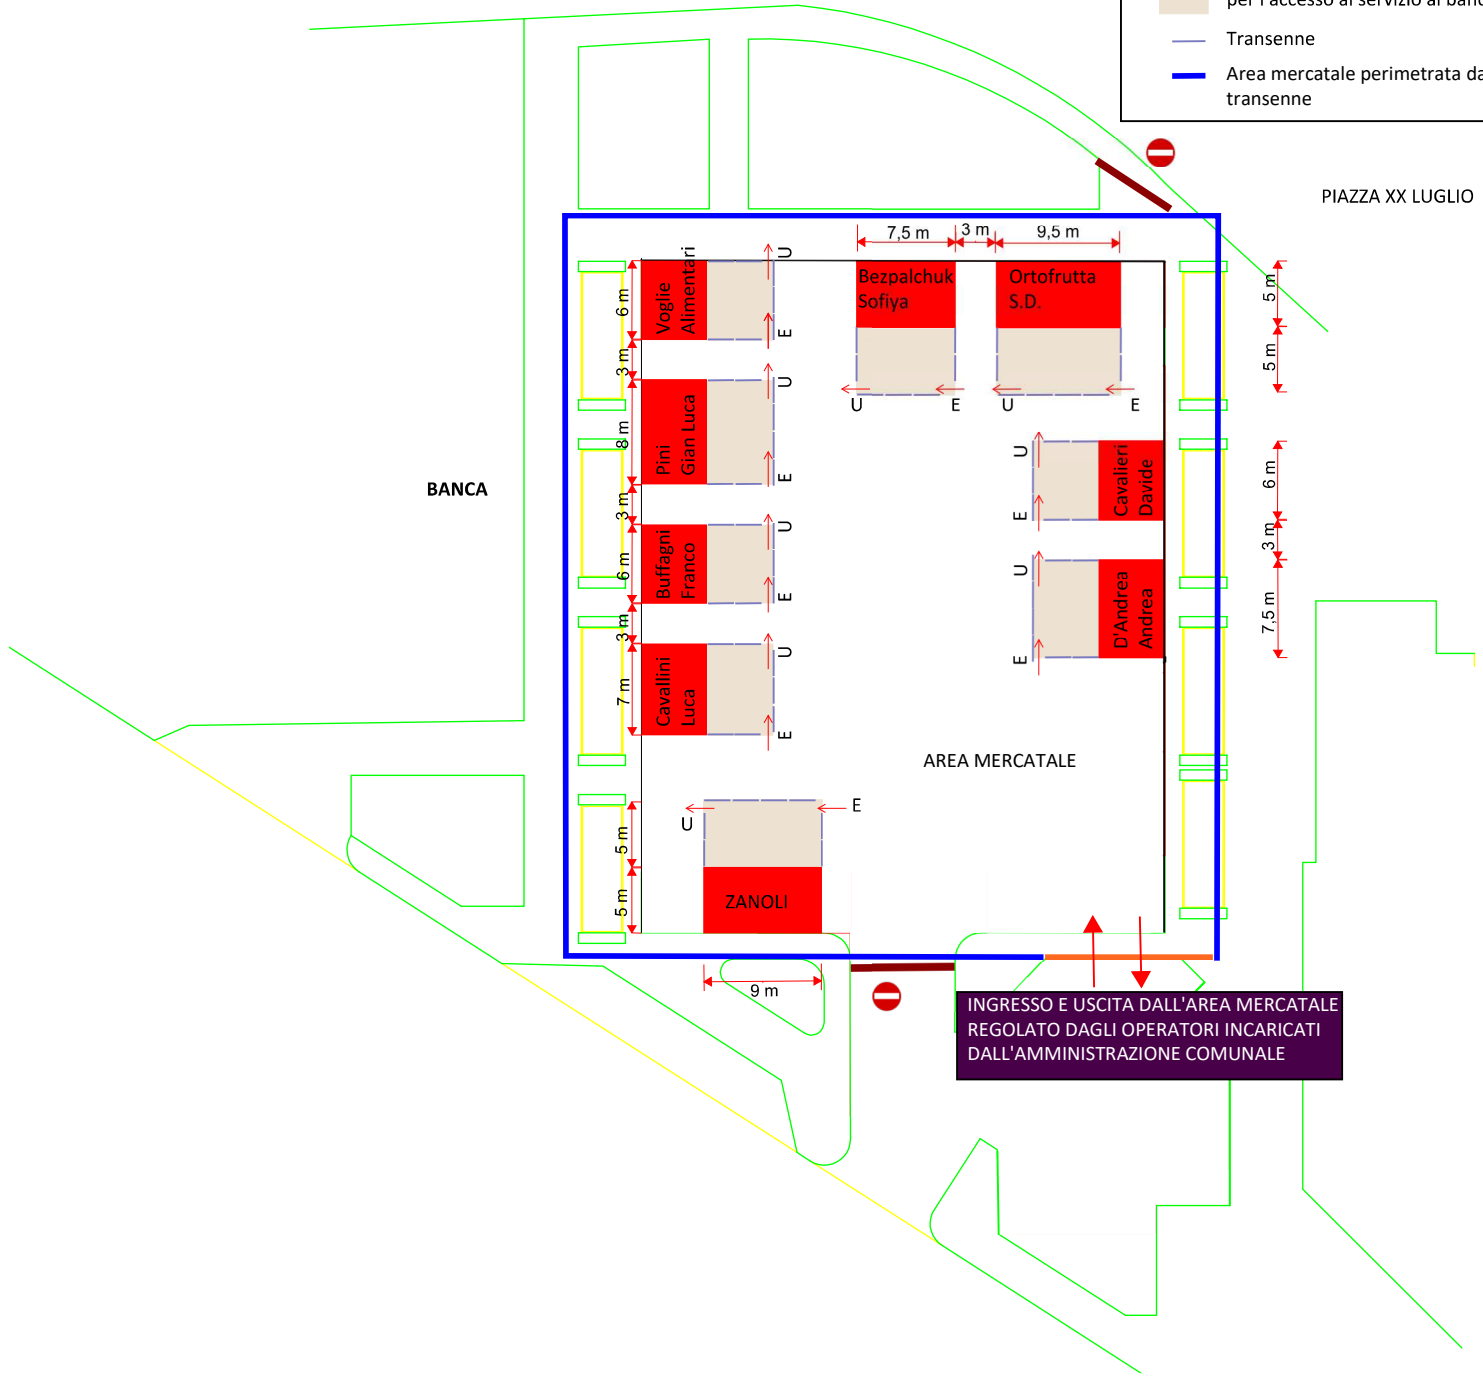 per l'accesso al servizio al banc
Transenne
Area mercatale perimetrata da
transenne
PIAZZA XX LUGLIO
7,5 m
3 m
9,5 m
Voglie
Alimentari
U
E
6 m
Bezpalchuk
Sofiya
U
E
Ortofrutta
S.D.
U
E
5 m
5 m
3 m
Pini
Gian Luca
U
E
8 m
BANCA
Cavalieri
Davide
U
E
6 m
3 m
3 m
Buffagni
Franco
U
E
6 m
D'Andrea
Andrea
U
E
7,5 m
3 m
Cavallini
Luca
U
E
7 m
AREA MERCATALE
E
U
5 m
5 m
ZANOLI
9 m
INGRESSO E USCITA DALL'AREA MERCATALE
REGOLATO DAGLI OPERATORI INCARICATI
DALL'AMMINISTRAZIONE COMUNALE